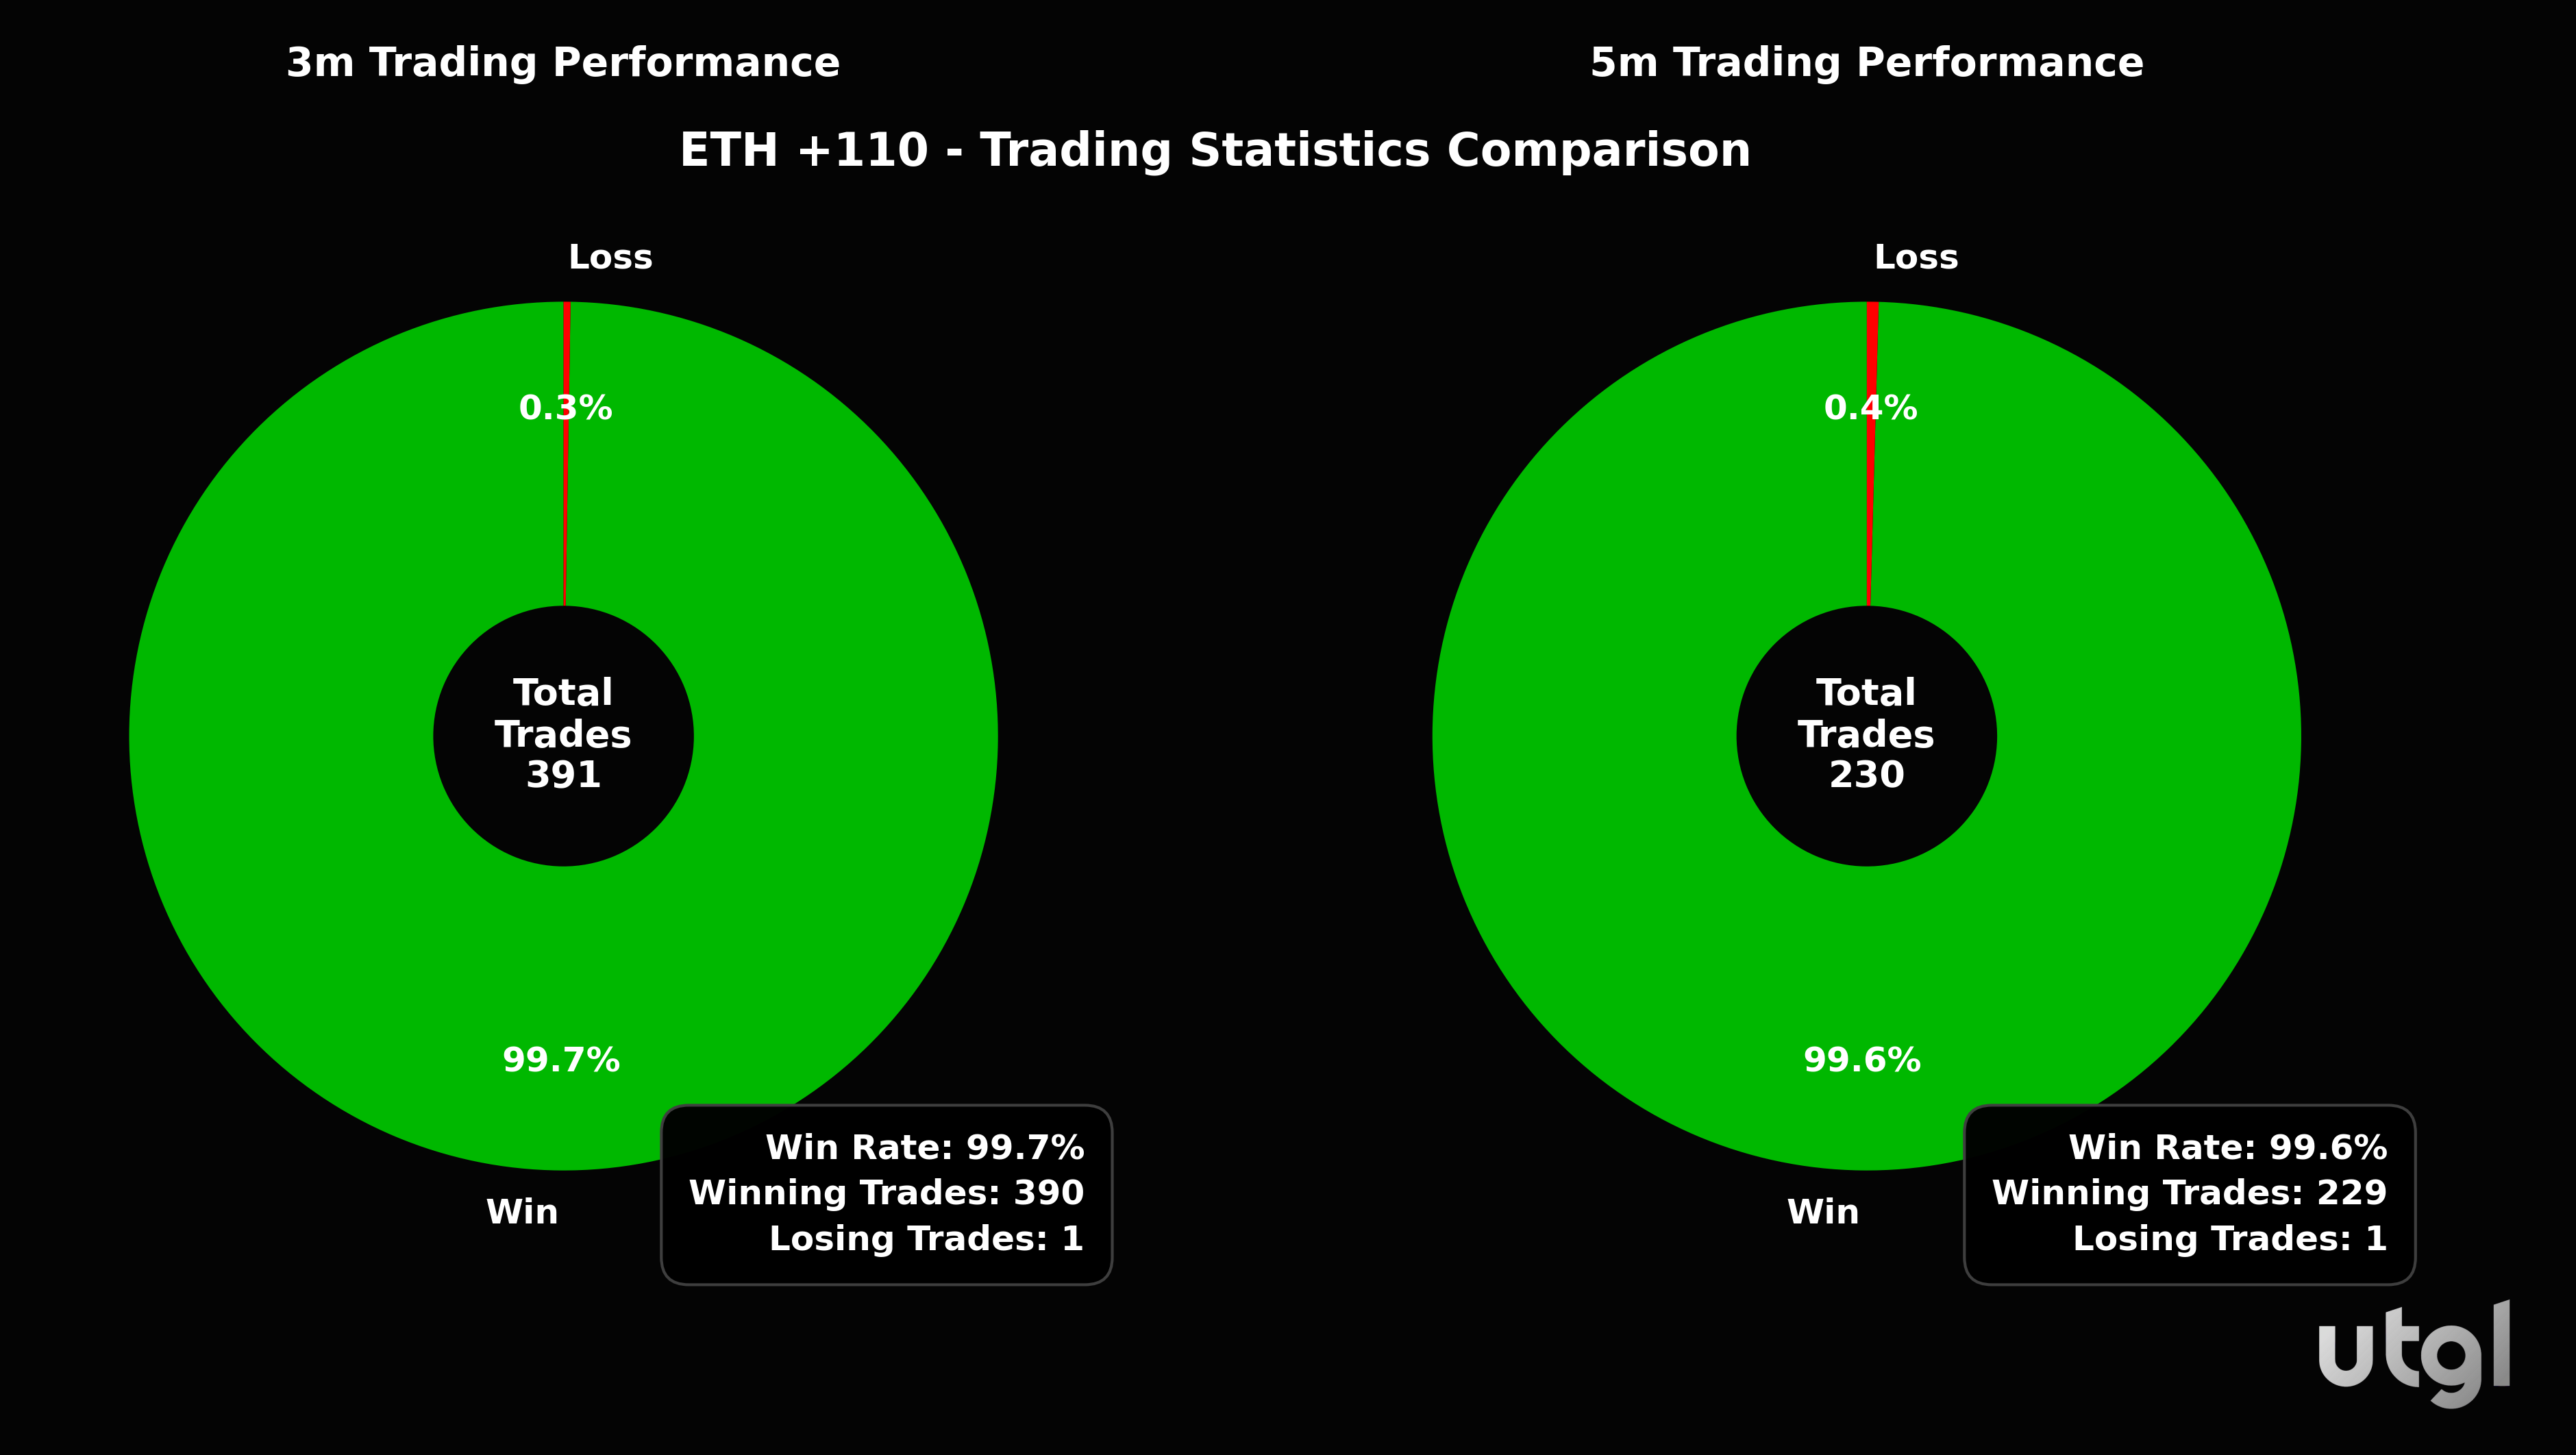 3m Trading Performance
5m Trading Performance
ETH +110 - Trading Statistics Comparison
Loss
0.3%
Total
Trades
391
99.7%
Win
Win Rate: 99.7%
Winning Trades: 390
Losing Trades: 1
Loss
0.4%
Total
Trades
230
99.6%
Win
Win Rate: 99.6%
Winning Trades: 229
Losing Trades: 1
utgl